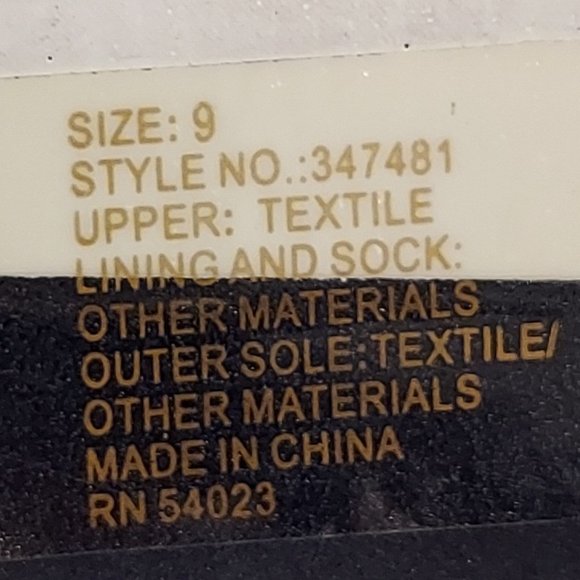 SIZE: 9
STYLE NO.:347481
UPPER: TEXTILE
LINING AND SOCK:
OTHER MATERIALS
OUTER SOLE:TEXTILE/
OTHER MATERIALS
MADE IN CHINA
RN 54023